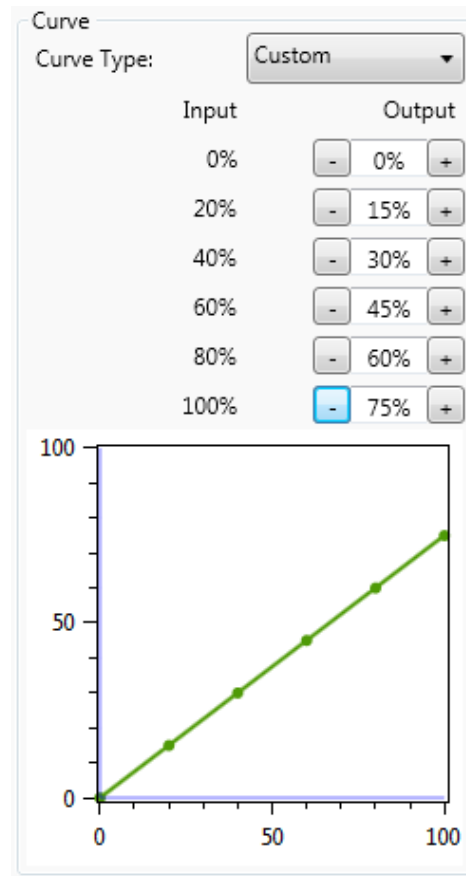 Curve
Curve Type: Custom
Input Output
0% - 0% +
20% - 15% +
40% - 30% +
60% - 45% +
80% - 60% +
100% - 75% +
100
50
0
0 50 100